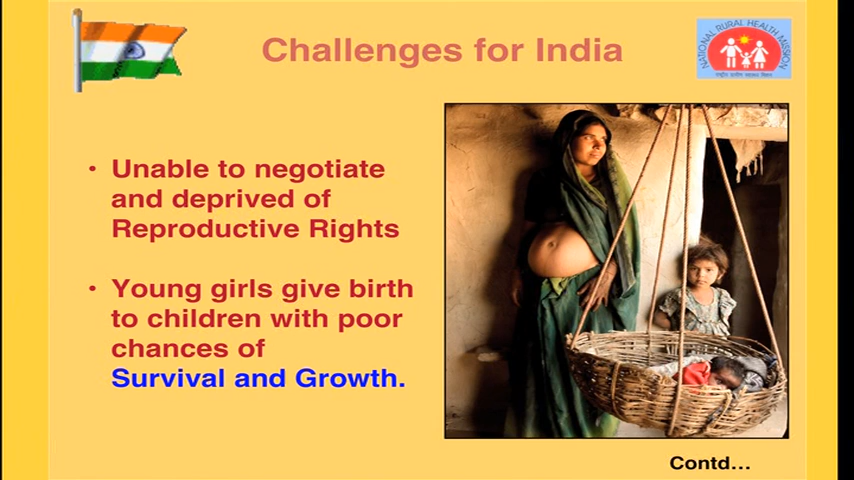 Challenges for India
NATIONAL RURAL HEALTH MISSION
राष्ट्रीय ग्रामीण स्वास्थ्य मिशन
• Unable to negotiate
and deprived of
Reproductive Rights
• Young girls give birth
to children with poor
chances of
Survival and Growth.
Contd...